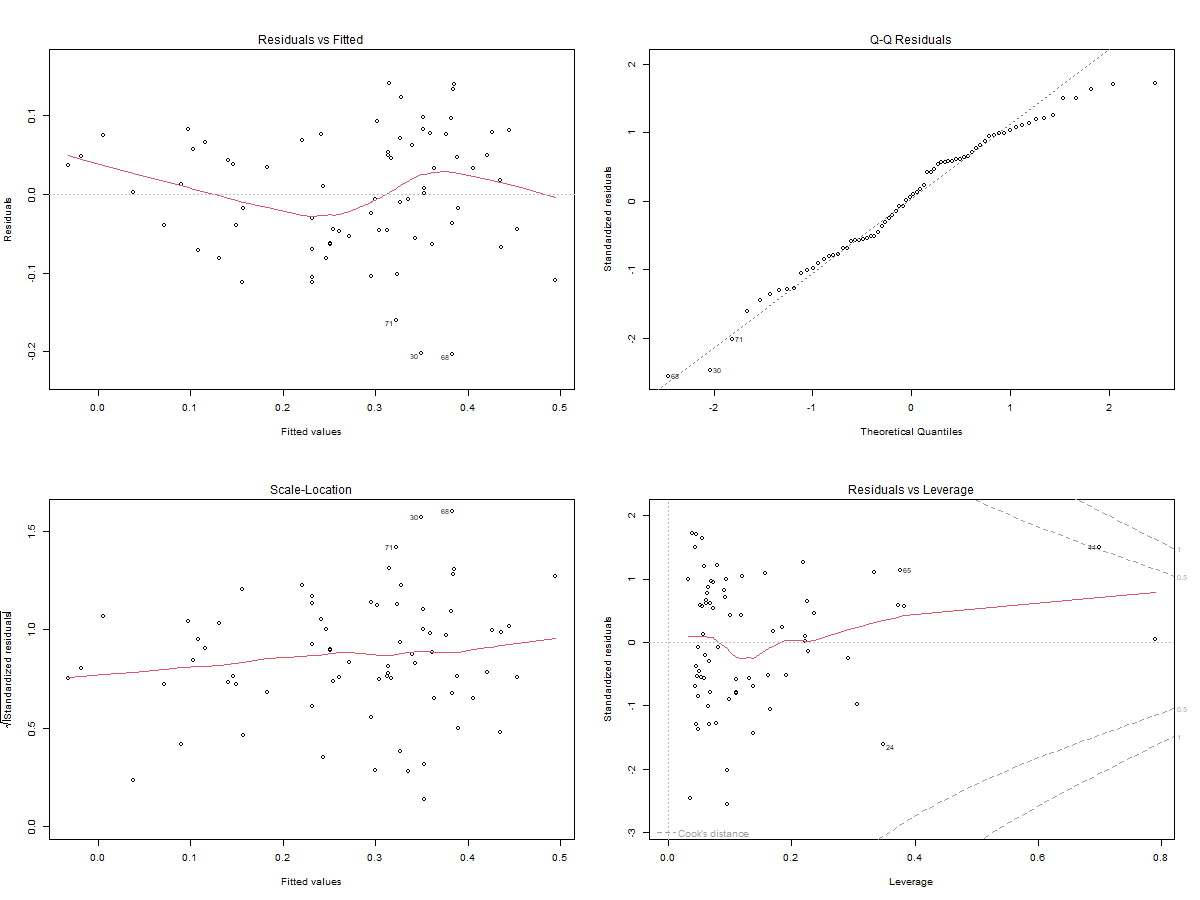 Residuals vs Fitted
Residuals
0.1
0.0
-0.1
-0.2
71
30
68
0.0 0.1 0.2 0.3 0.4 0.5
Fitted values
Q-Q Residuals
Standardized residuals
2
1
0
-1
-2
71
30
68
-2 -1 0 1 2
Theoretical Quantiles
Scale-Location
√|Standardized residuals|
1.5
1.0
0.5
0.0
68
30
71
0.0 0.1 0.2 0.3 0.4 0.5
Fitted values
Residuals vs Leverage
Standardized residuals
2
1
0
-1
-2
-3
44
65
24
1
0.5
0.5
1
Cook's distance
0.0 0.2 0.4 0.6 0.8
Leverage